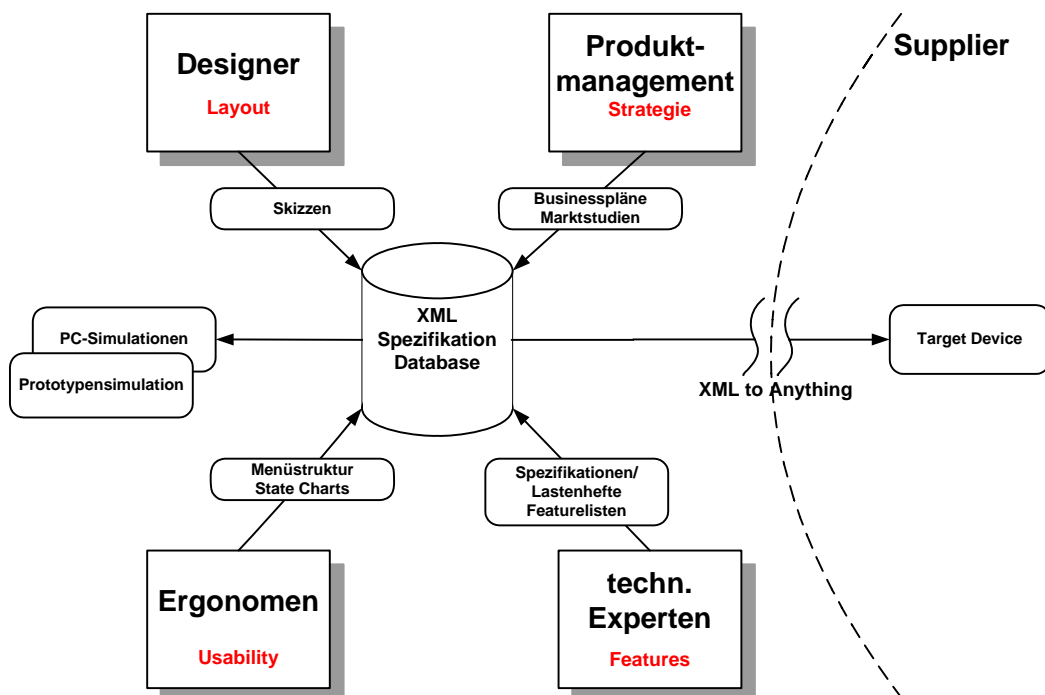 Designer
Layout
Produkt-
management
Strategie
Supplier
Skizzen
Businesspläne
Marktstudien
XML
Spezifikation
Database
PC-Simulationen
Prototypensimulation
Target Device
XML to Anything
Menüstruktur
State Charts
Spezifikationen/
Lastenhefte
Featurelisten
Ergonomen
Usability
techn.
Experten
Features